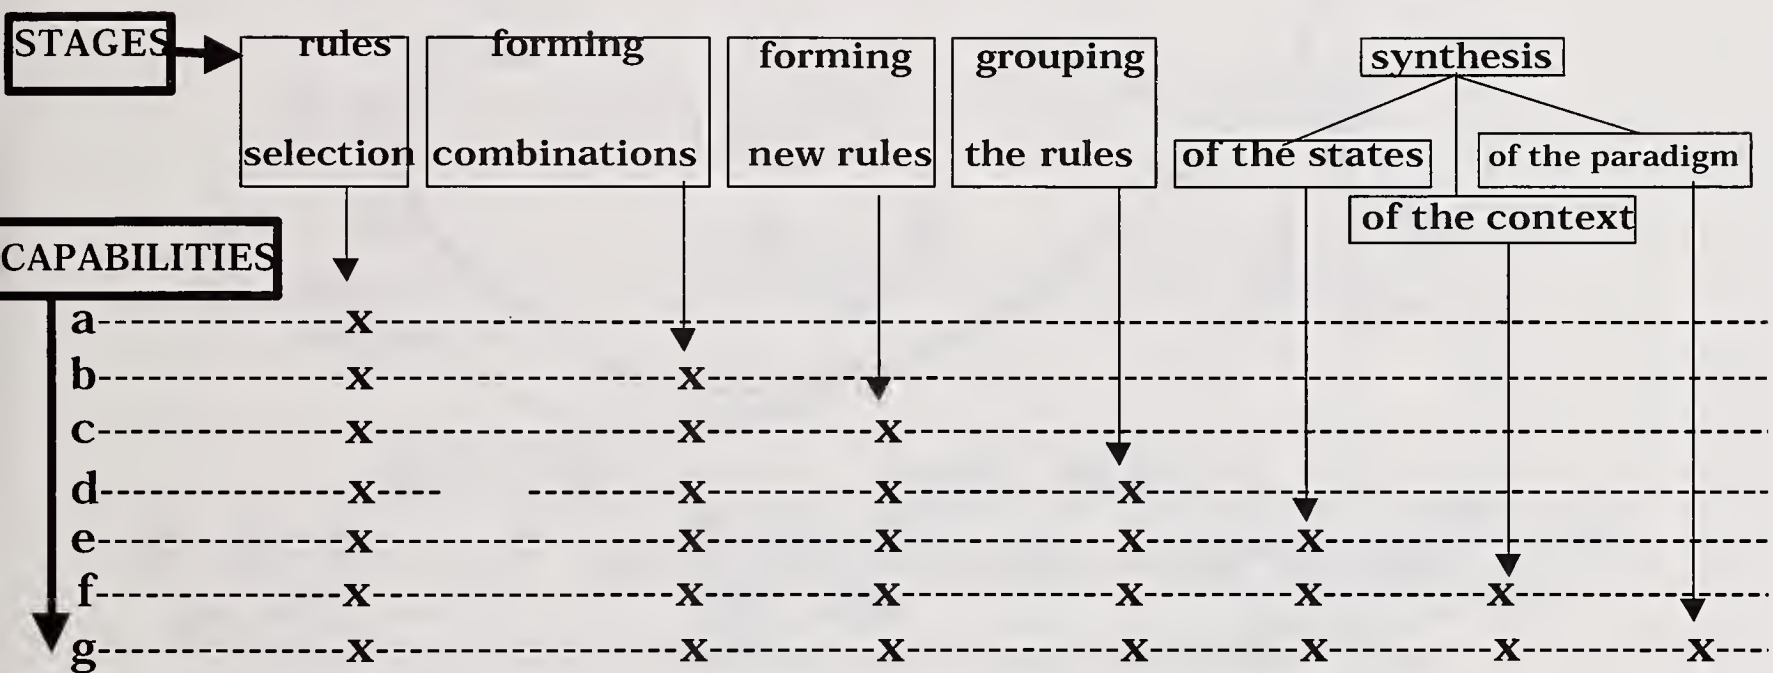 STAGES
rules selection
forming combinations
forming new rules
grouping the rules
synthesis
of the states
of the paradigm
of the context
CAPABILITIES
a x
b x x
c x x x
d x x x x
e x x x x x
f x x x x x x
g x x x x x x x